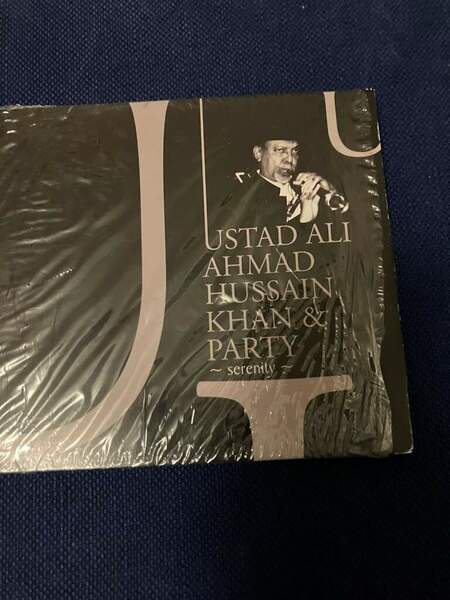 USTAD ALI
AHMAD
HUSSAIN
KHAN &
PARTY
~ serenity ~